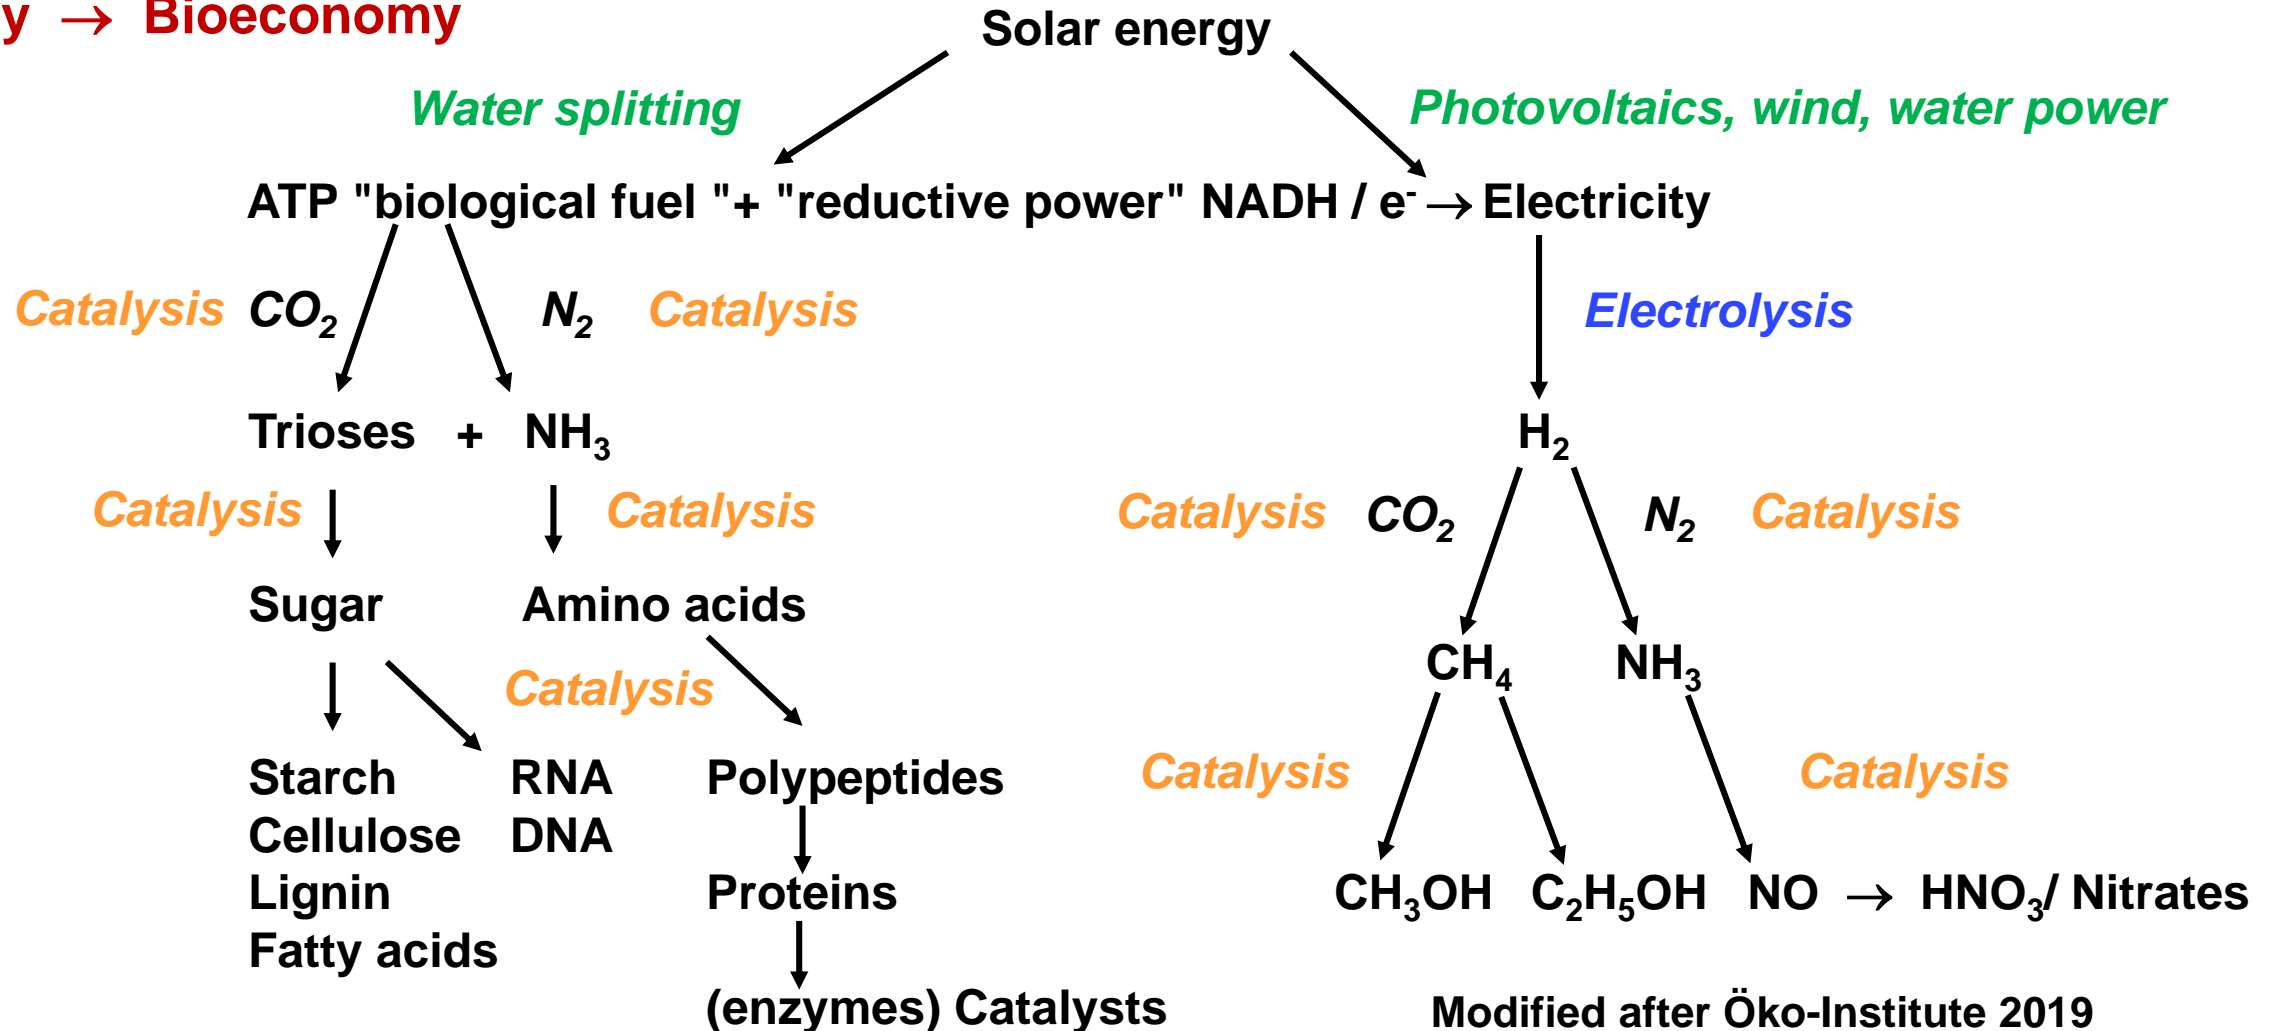 y → Bioeconomy
Solar energy
Water splitting
Photovoltaics, wind, water power
ATP "biological fuel "+ "reductive power" NADH / e⁻ → Electricity
Catalysis CO₂ N₂ Catalysis
Electrolysis
Trioses + NH₃
H₂
Catalysis Catalysis
Catalysis CO₂ N₂ Catalysis
Sugar Amino acids
CH₄ NH₃
Catalysis
Starch RNA Polypeptides
Catalysis Catalysis
Cellulose DNA
Lignin Proteins
CH₃OH C₂H₅OH NO → HNO₃/ Nitrates
Fatty acids
(enzymes) Catalysts
Modified after Öko-Institute 2019